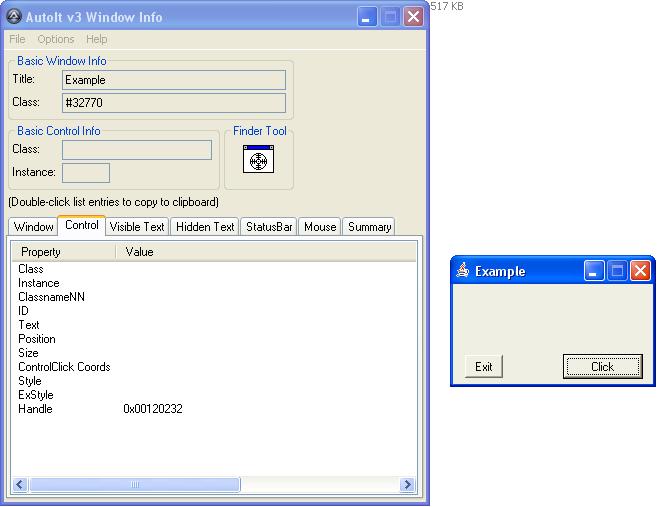 AutoIt v3 Window Info
517 KB
File Options Help
Basic Window Info
Title: Example
Class: #32770
Basic Control Info
Class:
Instance:
Finder Tool
(Double-click list entries to copy to clipboard)
Window Control Visible Text Hidden Text StatusBar Mouse Summary
Property Value
Class
Instance
ClassnameNN
ID
Text
Position
Size
ControlClick Coords
Style
ExStyle
Handle 0x00120232
Example
Exit Click